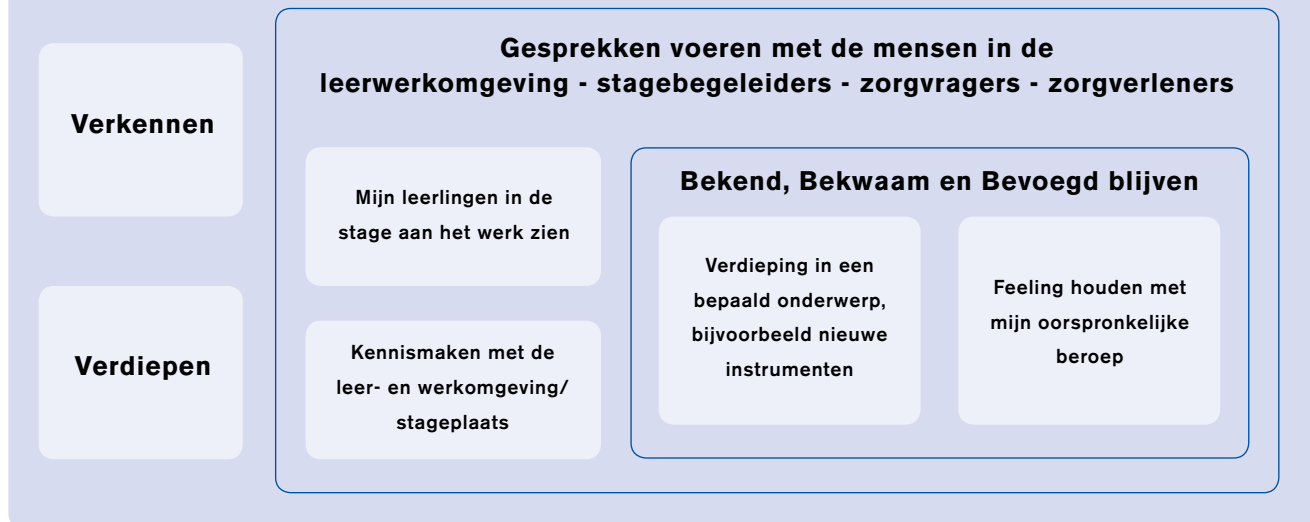 Gesprekken voeren met de mensen in de
leerwerkomgeving - stagebegeleiders - zorgvragers - zorgverleners
Verkennen
Verdiepen
Mijn leerlingen in de
stage aan het werk zien
Kennismaken met de
leer- en werkomgeving/
stageplaats
Bekend, Bekwaam en Bevoegd blijven
Verdieping in een
bepaald onderwerp,
bijvoorbeeld nieuwe
instrumenten
Feeling houden met
mijn oorspronkelijke
beroep